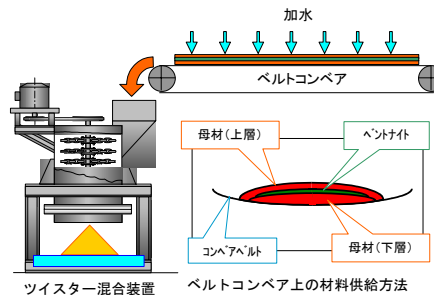 加水
ベルトコンベア
母材(上層)
ﾍﾞﾝﾄﾅｲﾄ
ｺﾝﾍﾞｱﾍﾞﾙﾄ
母材(下層)
ツイスター混合装置
ベルトコンベア上の材料供給方法